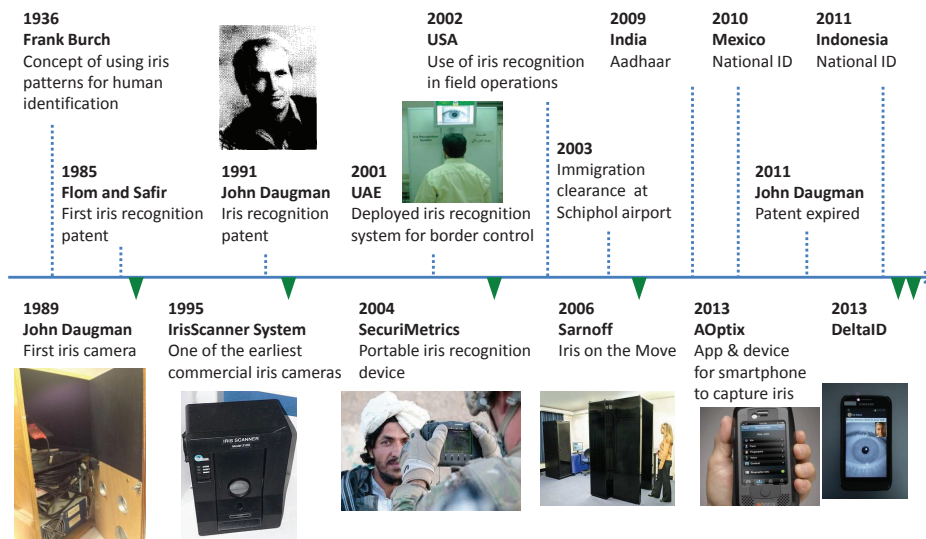 1936
Frank Burch
Concept of using iris
patterns for human
identification
2002
USA
Use of iris recognition
in field operations
2009
India
Aadhaar
2010
Mexico
National ID
2011
Indonesia
National ID
1985
Flom and Safir
First iris recognition
patent
1991
John Daugman
Iris recognition
patent
2001
UAE
Deployed iris recognition
system for border control
2003
Immigration
clearance at
Schiphol airport
2011
John Daugman
Patent expired
1989
John Daugman
First iris camera
1995
IrisScanner System
One of the earliest
commercial iris cameras
IRIS SCANNER
2004
SecuriMetrics
Portable iris recognition
device
2006
Sarnoff
Iris on the Move
2013
AOptix
App & device
for smartphone
to capture iris
2013
DeltaID